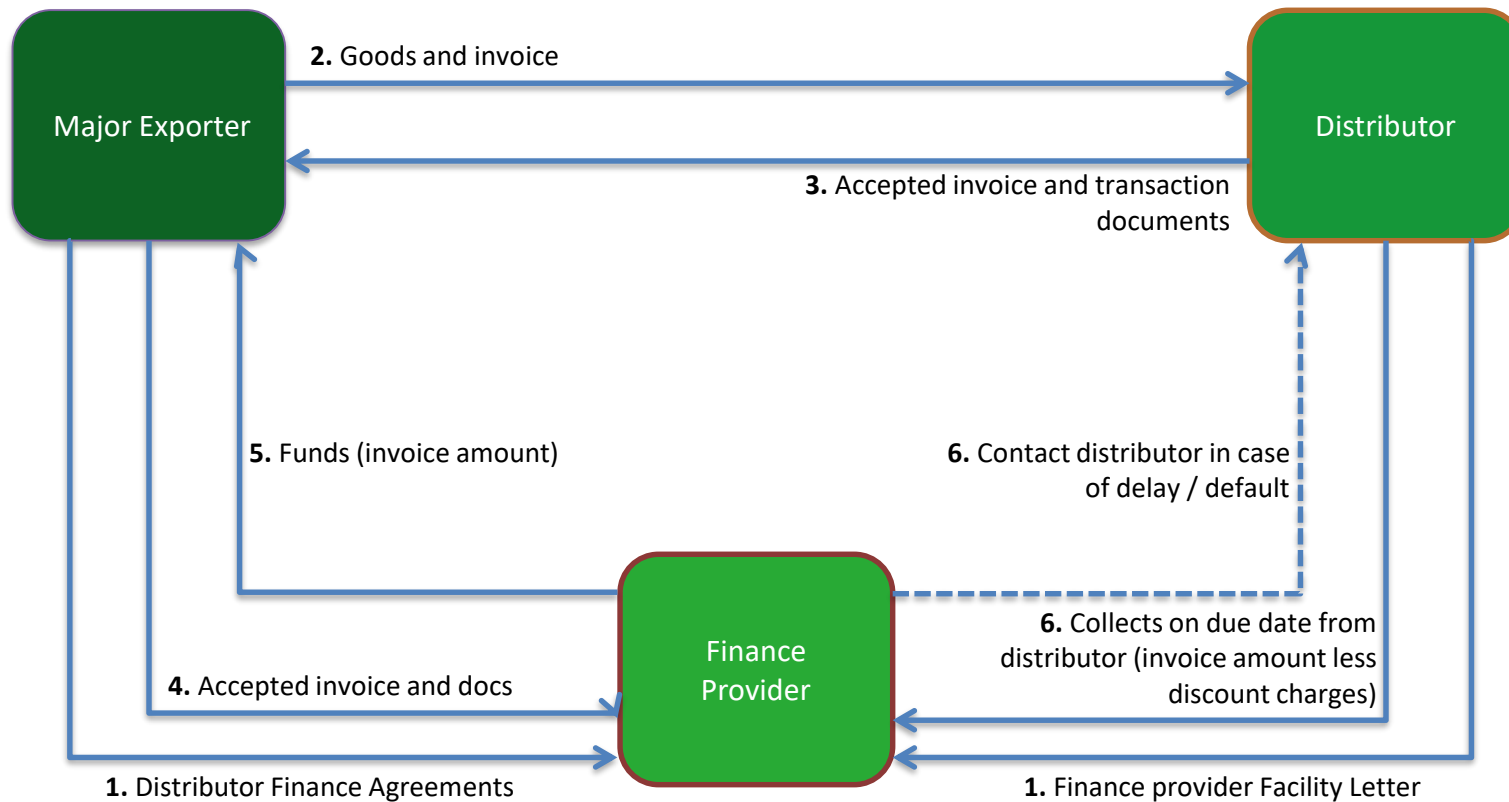 2. Goods and invoice
Major Exporter
Distributor
3. Accepted invoice and transaction
documents
5. Funds (invoice amount)
6. Contact distributor in case
of delay / default
Finance
Provider
6. Collects on due date from
distributor (invoice amount less
discount charges)
4. Accepted invoice and docs
1. Distributor Finance Agreements
1. Finance provider Facility Letter